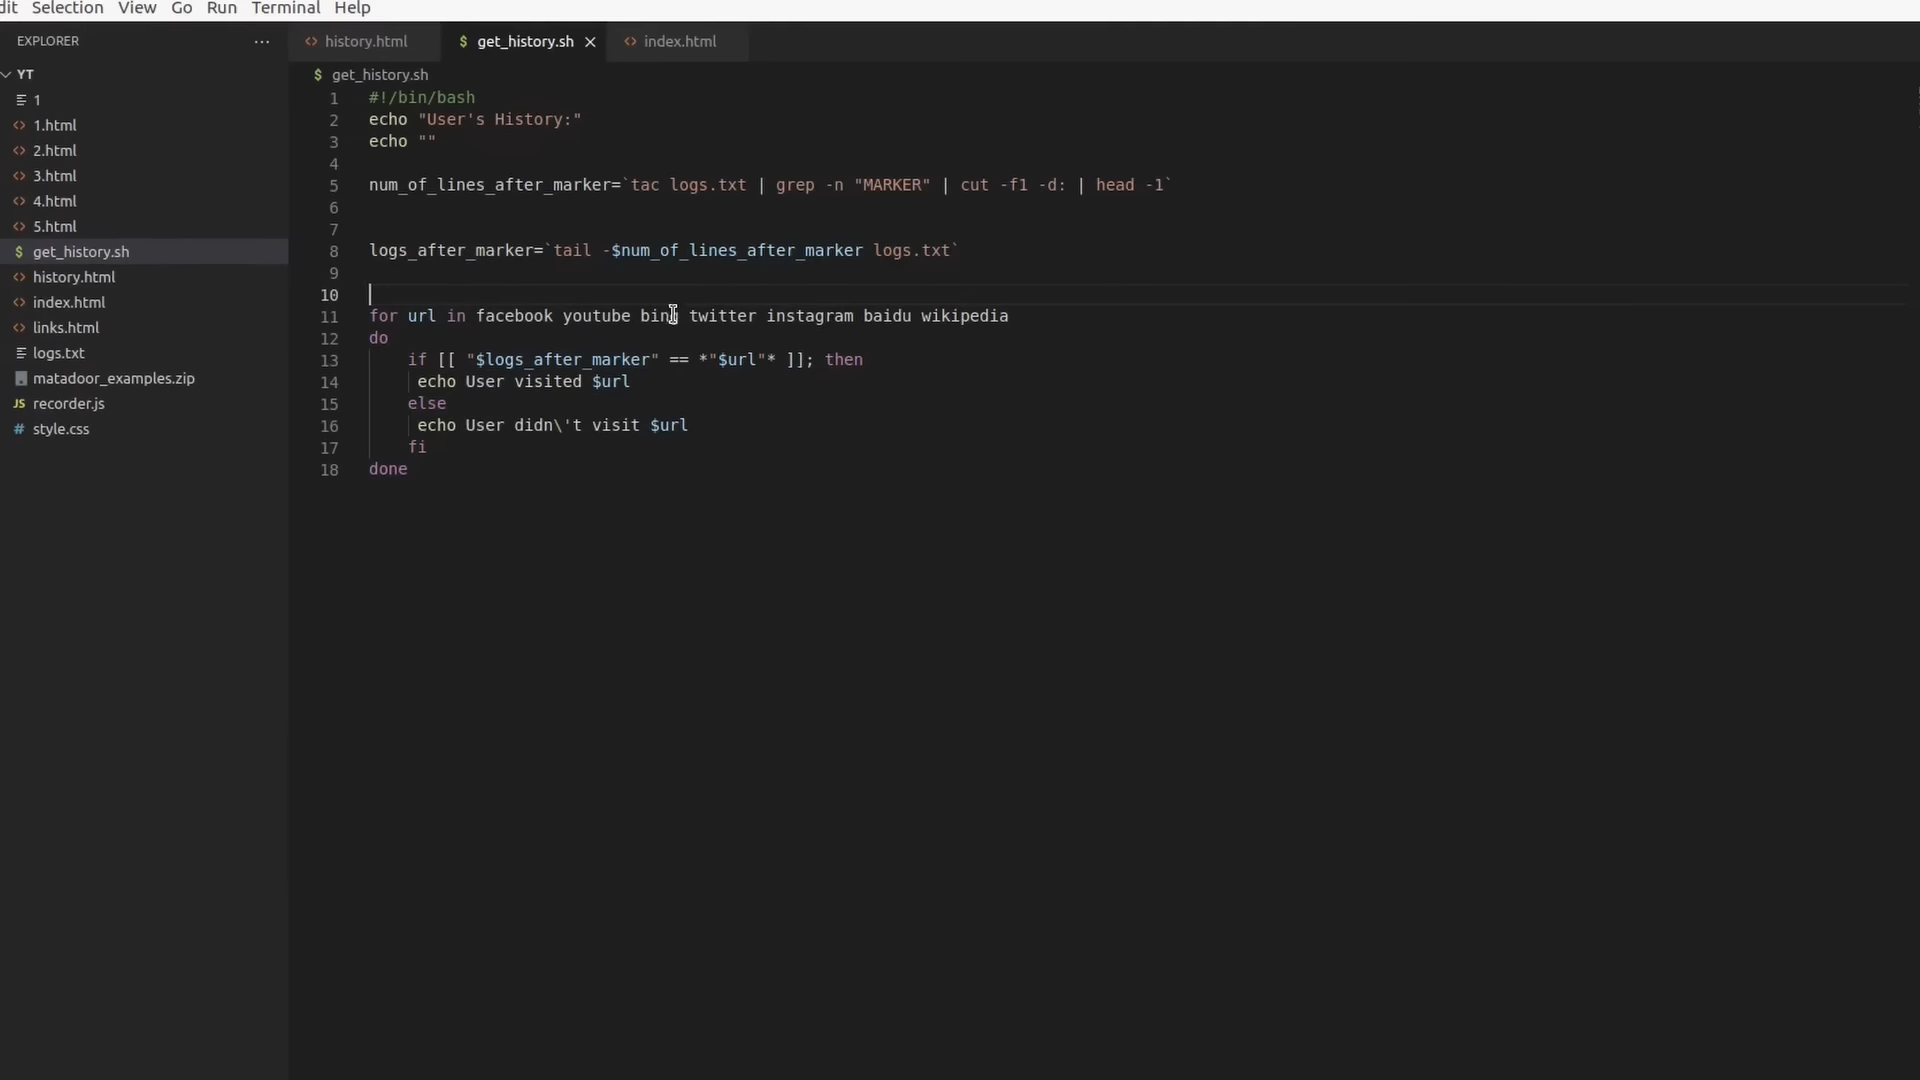 dit Selection View Go Run Terminal Help
EXPLORER ...
YT
1
1.html
2.html
3.html
4.html
5.html
get_history.sh
history.html
index.html
links.html
logs.txt
matadoor_examples.zip
JS recorder.js
# style.css
history.html $ get_history.sh index.html
$ get_history.sh
1 #!/bin/bash
2 echo "User's History:"
3 echo ""
4
5 num_of_lines_after_marker=`tac logs.txt | grep -n "MARKER" | cut -f1 -d: | head -1`
6
7
8 logs_after_marker=`tail -$num_of_lines_after_marker logs.txt`
9
10
11 for url in facebook youtube bing twitter instagram baidu wikipedia
12 do
13 if [[ "$logs_after_marker" == *"$url"* ]]; then
14 echo User visited $url
15 else
16 echo User didn\'t visit $url
17 fi
18 done